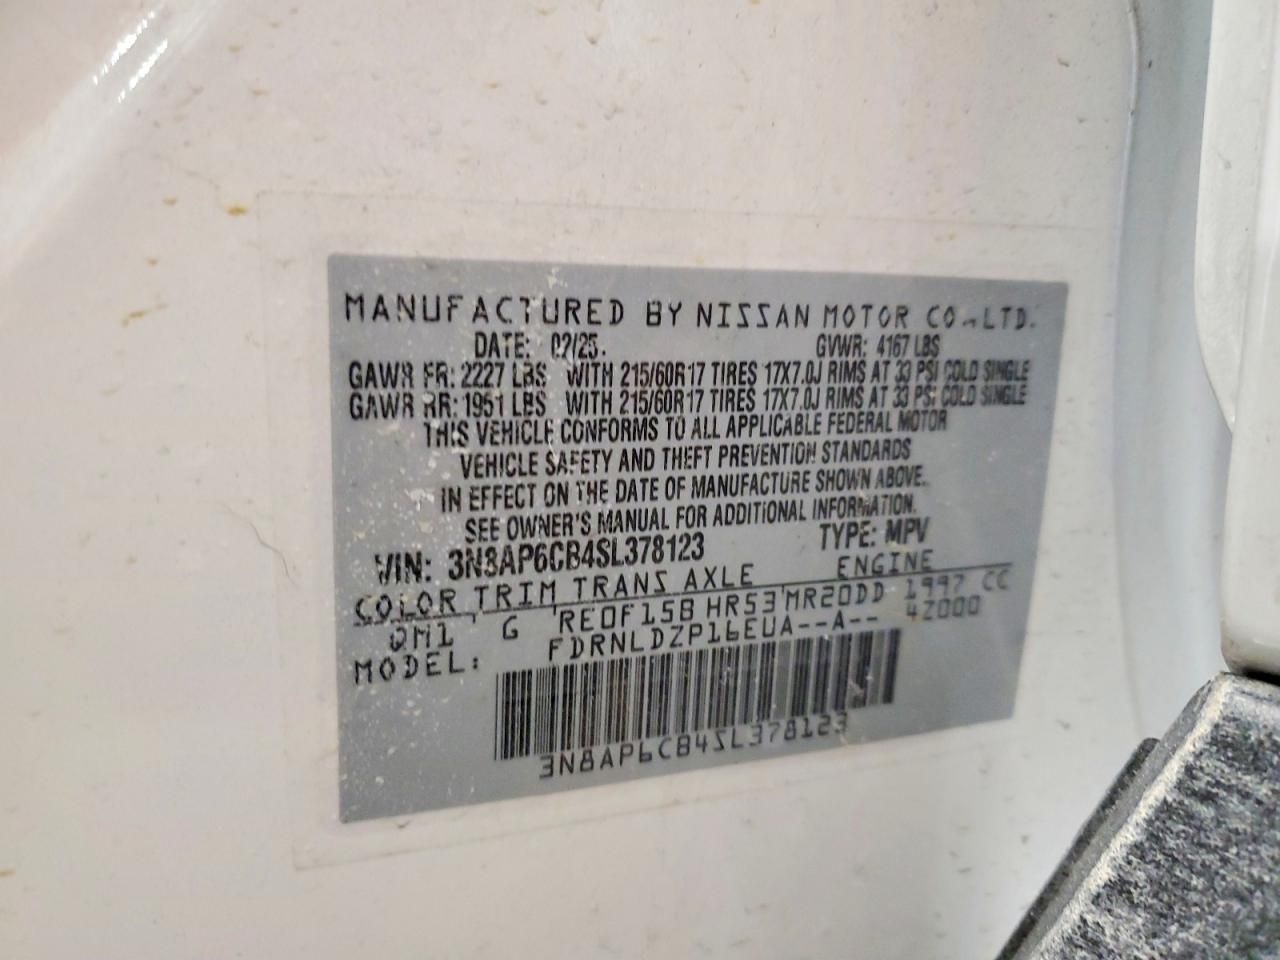 MANUFACTURED BY NISSAN MOTOR CO.,LTD.
DATE: 02/25. GVWR: 4167 LBS
GAWR FR: 2227 LBS WITH 215/60R17 TIRES 17X7.0J RIMS AT 33 PSI COLD SINGLE
GAWR RR: 1951 LBS WITH 215/60R17 TIRES 17X7.0J RIMS AT 33 PSI COLD SINGLE
THIS VEHICLE CONFORMS TO ALL APPLICABLE FEDERAL MOTOR
VEHICLE SAFETY AND THEFT PREVENTION STANDARDS
IN EFFECT ON THE DATE OF MANUFACTURE SHOWN ABOVE.
SEE OWNER'S MANUAL FOR ADDITIONAL INFORMATION.
VIN: 3N8AP6CB4SL378123 TYPE: MPV
COLOR TRIM TRANS AXLE ENGINE
QM1 G RE0F15B HR53 MR20DD 1997 CC
MODEL: FDRNLDZP16EUA--A-- 4Z000
3N8AP6CB4SL378123